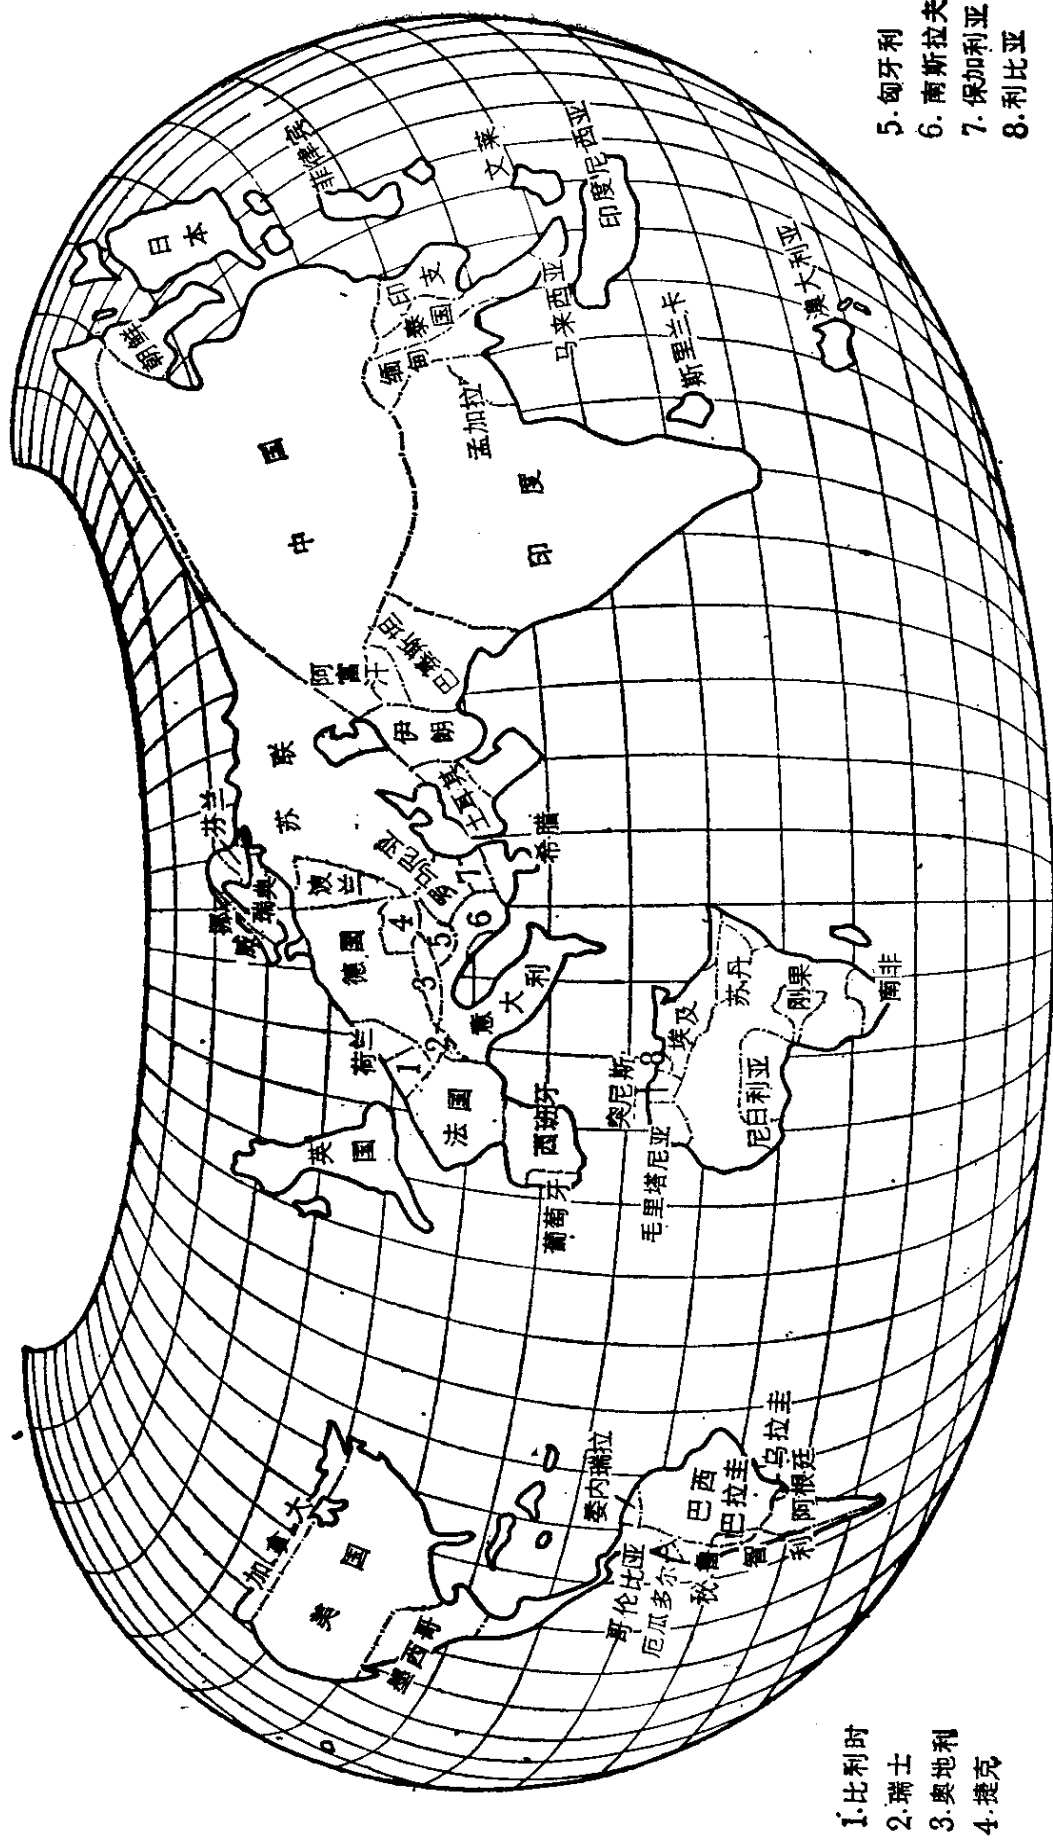 加拿大
美国
墨西哥
哥伦比亚
厄瓜多尔
委内瑞拉
秘鲁
巴西
巴拉圭
乌拉圭
阿根廷
智利
英国
荷兰
法国
西班牙
葡萄牙
挪威
瑞典
芬兰
德国
波兰
意大利
罗马尼亚
希腊
土耳其
苏联
1
2
3
4
5
6
7
8
突尼斯
毛里塔尼亚
埃及
苏丹
尼日利亚
刚果
南非
伊朗
阿富汗
巴基斯坦
中国
印度
孟加拉
缅甸
泰国
印支
朝鲜
日本
菲律宾
文莱
马来西亚
印度尼西亚
斯里兰卡
澳大利亚
1.比利时
2.瑞士
3.奥地利
4.捷克
5.匈牙利
6.南斯拉夫
7.保加利亚
8.利比亚